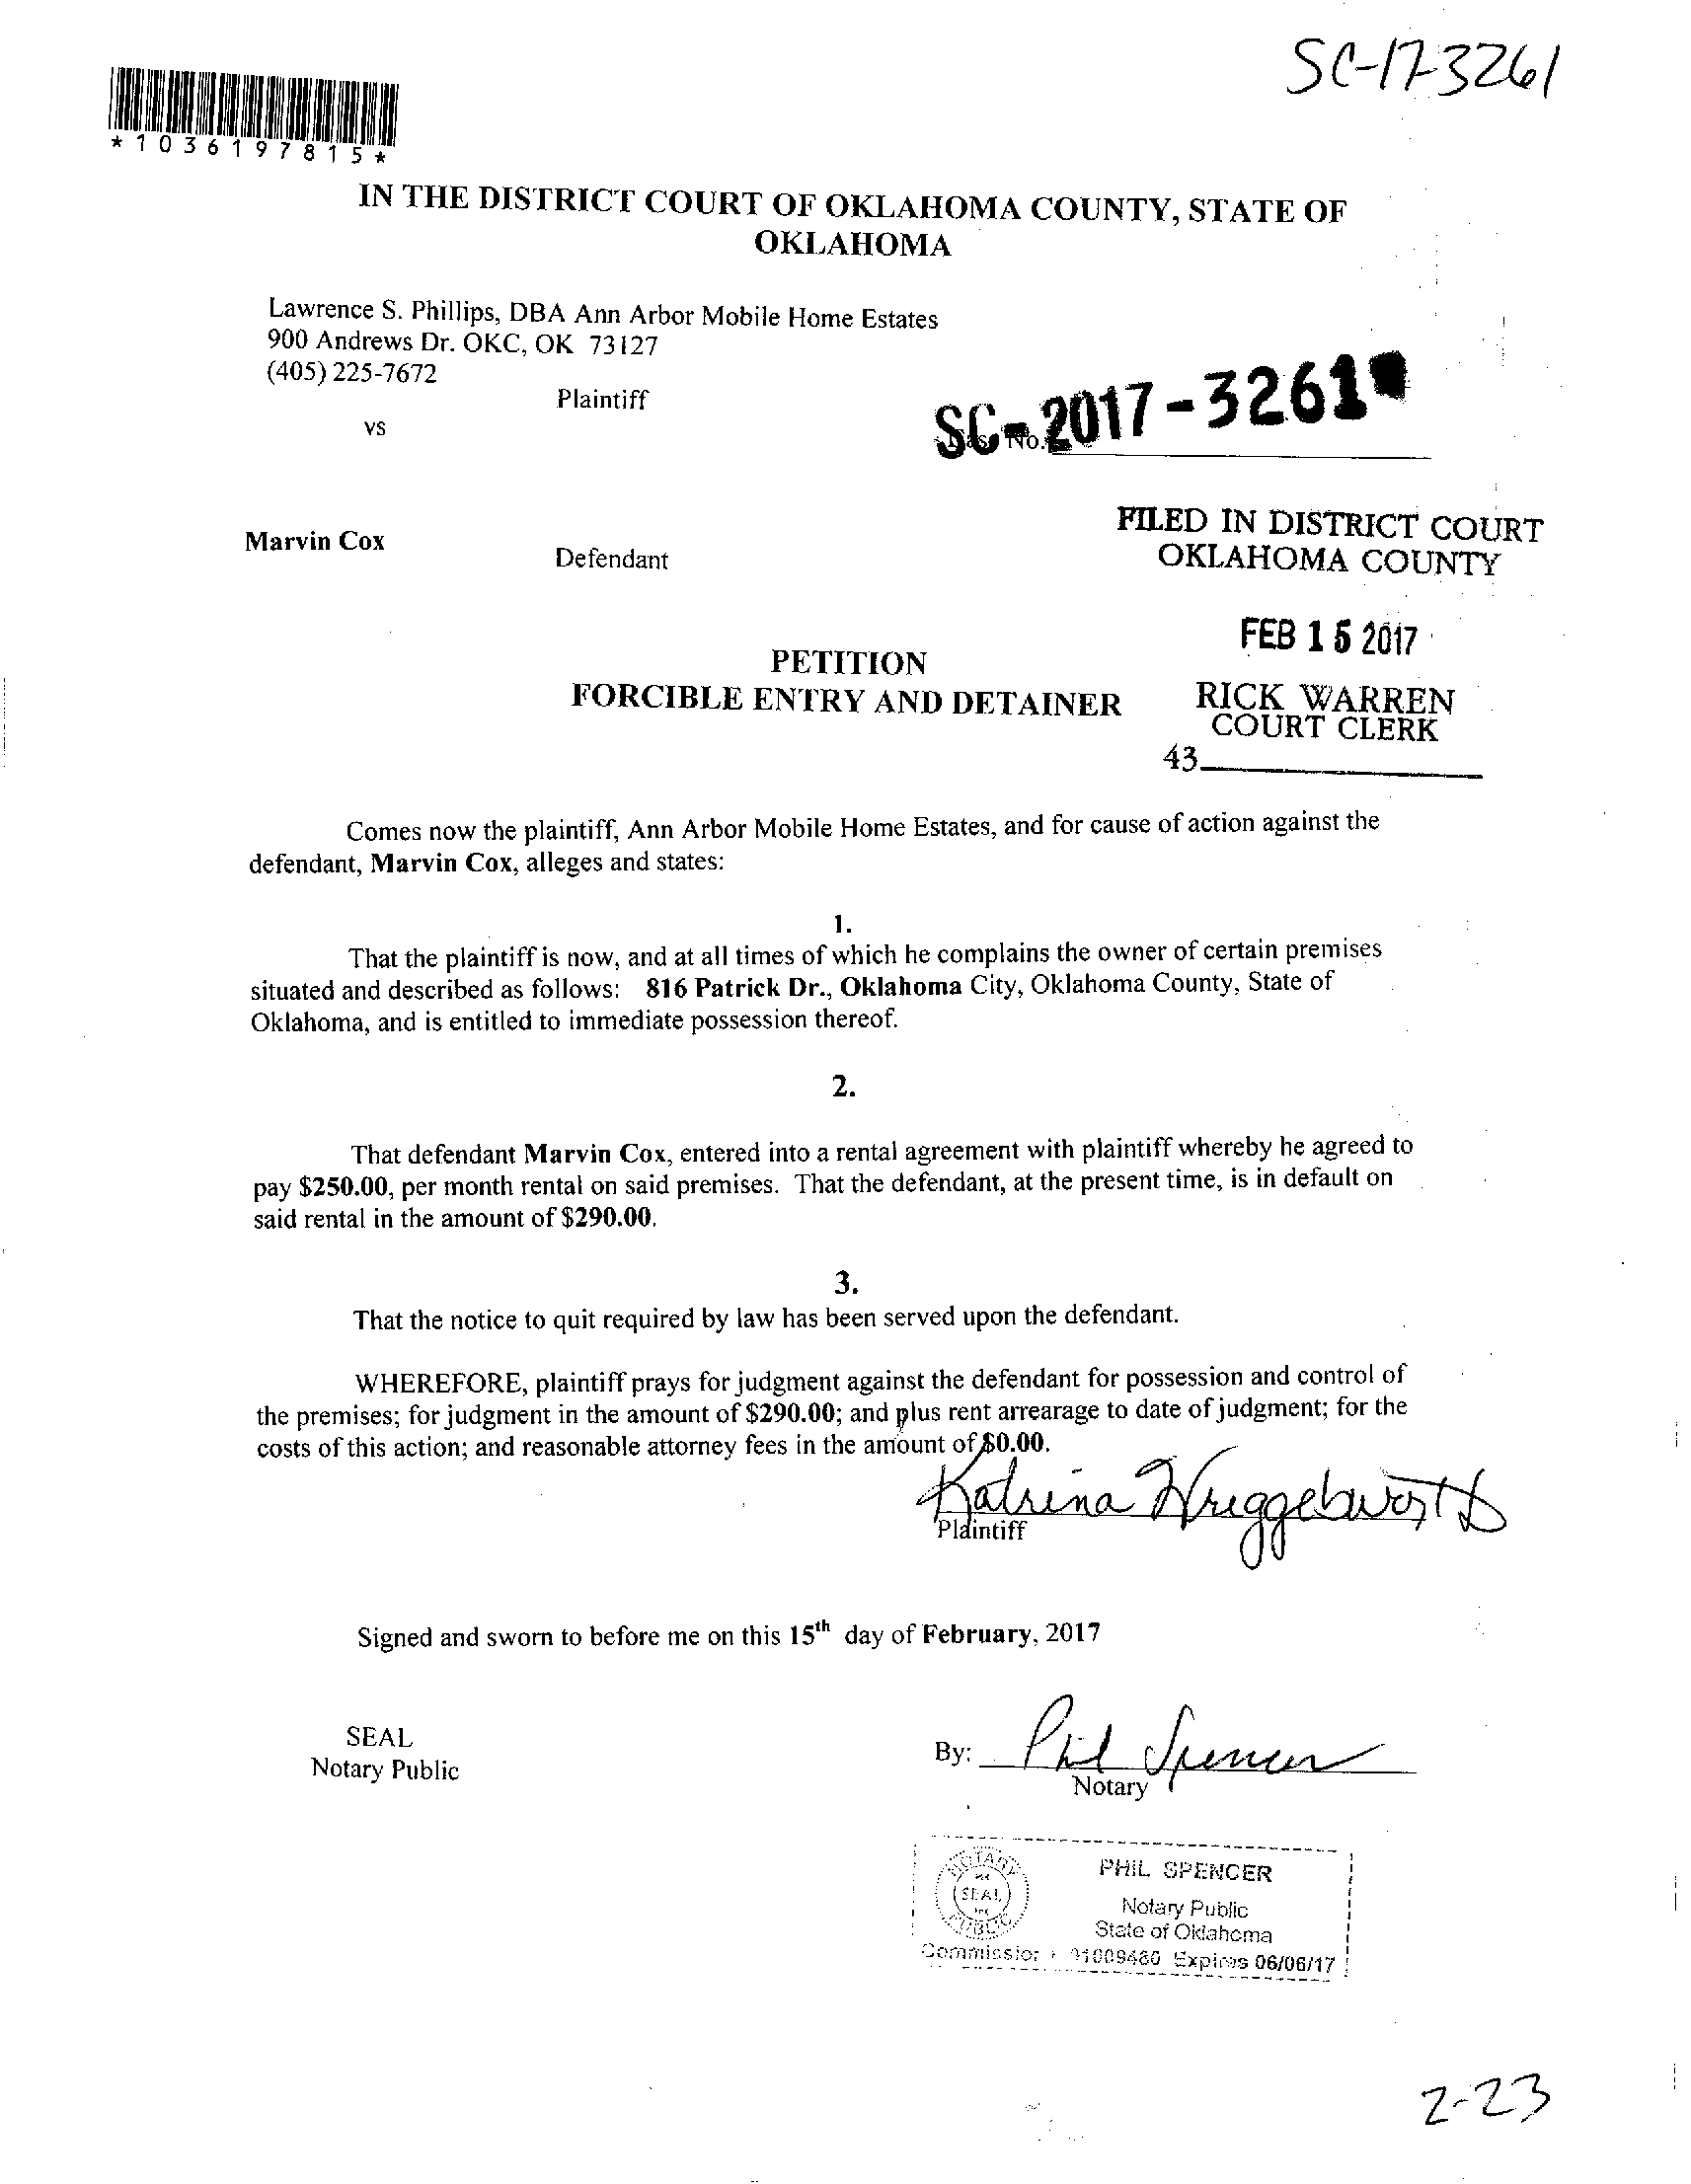 SC-17-3261
*1036197815*
IN THE DISTRICT COURT OF OKLAHOMA COUNTY, STATE OF
OKLAHOMA
Lawrence S. Phillips, DBA Ann Arbor Mobile Home Estates
900 Andrews Dr. OKC, OK 73127
(405) 225-7672
Plaintiff
vs
Case No. SC-2017-3261
Marvin Cox
Defendant
FILED IN DISTRICT COURT
OKLAHOMA COUNTY
FEB 15 2017
PETITION
FORCIBLE ENTRY AND DETAINER
RICK WARREN
COURT CLERK
43
Comes now the plaintiff, Ann Arbor Mobile Home Estates, and for cause of action against the
defendant, Marvin Cox, alleges and states:
1.
That the plaintiff is now, and at all times of which he complains the owner of certain premises
situated and described as follows: 816 Patrick Dr., Oklahoma City, Oklahoma County, State of
Oklahoma, and is entitled to immediate possession thereof.
2.
That defendant Marvin Cox, entered into a rental agreement with plaintiff whereby he agreed to
pay $250.00, per month rental on said premises. That the defendant, at the present time, is in default on
said rental in the amount of $290.00.
3.
That the notice to quit required by law has been served upon the defendant.
WHEREFORE, plaintiff prays for judgment against the defendant for possession and control of
the premises; for judgment in the amount of $290.00; and plus rent arrearage to date of judgment; for the
costs of this action; and reasonable attorney fees in the amount of $0.00.
Katrina Wriggelsworth
Plaintiff
Signed and sworn to before me on this 15th day of February, 2017
SEAL
Notary Public
By: Phil Spencer
Notary
NOTARY
SEAL
PUBLIC
PHIL SPENCER
Notary Public
State of Oklahoma
Commission # 01009480 Expires 06/06/17
2-23